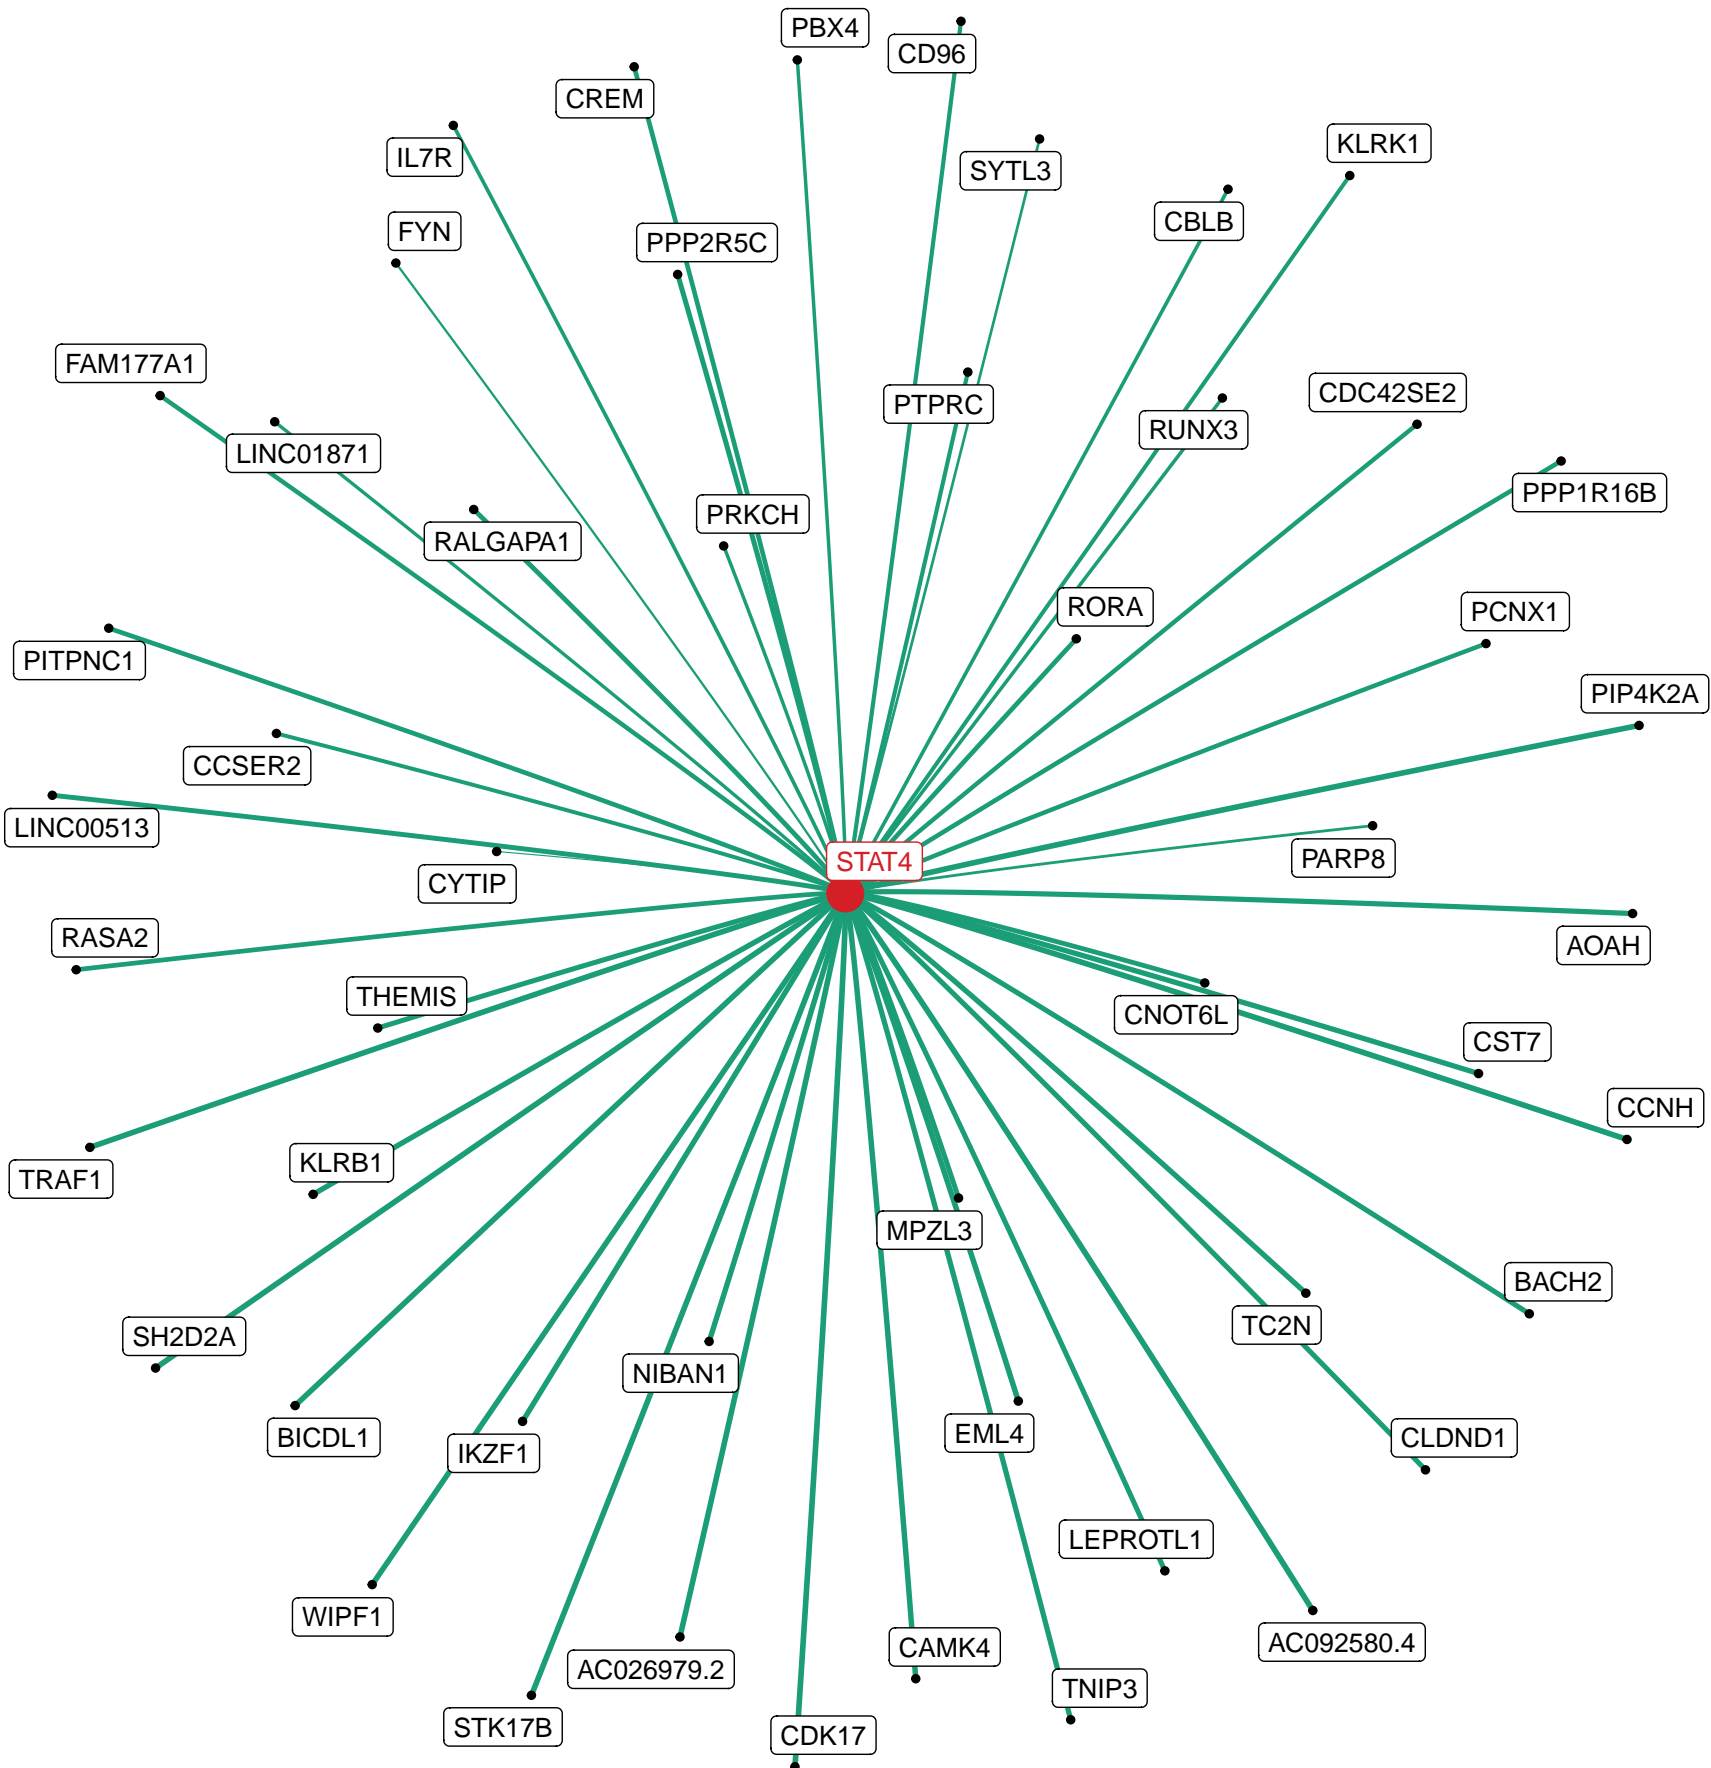 PBX4
CD96
CREM
KLRK1
IL7R
SYTL3
CBLB
FYN
PPP2R5C
FAM177A1
CDC42SE2
PTPRC
RUNX3
LINC01871
PPP1R16B
PRKCH
RALGAPA1
RORA
PCNX1
PITPNC1
PIP4K2A
CCSER2
LINC00513
PARP8
STAT4
CYTIP
RASA2
AOAH
THEMIS
CNOT6L
CST7
CCNH
KLRB1
TRAF1
MPZL3
BACH2
TC2N
SH2D2A
NIBAN1
EML4
BICDL1
CLDND1
IKZF1
LEPROTL1
WIPF1
AC092580.4
CAMK4
AC026979.2
TNIP3
STK17B
CDK17